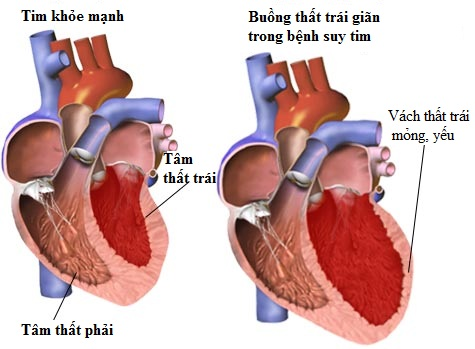 Tim khỏe mạnh
Buồng thất trái giãn
trong bệnh suy tim
Vách thất trái
mỏng, yếu
Tâm
thất trái
Tâm thất phải